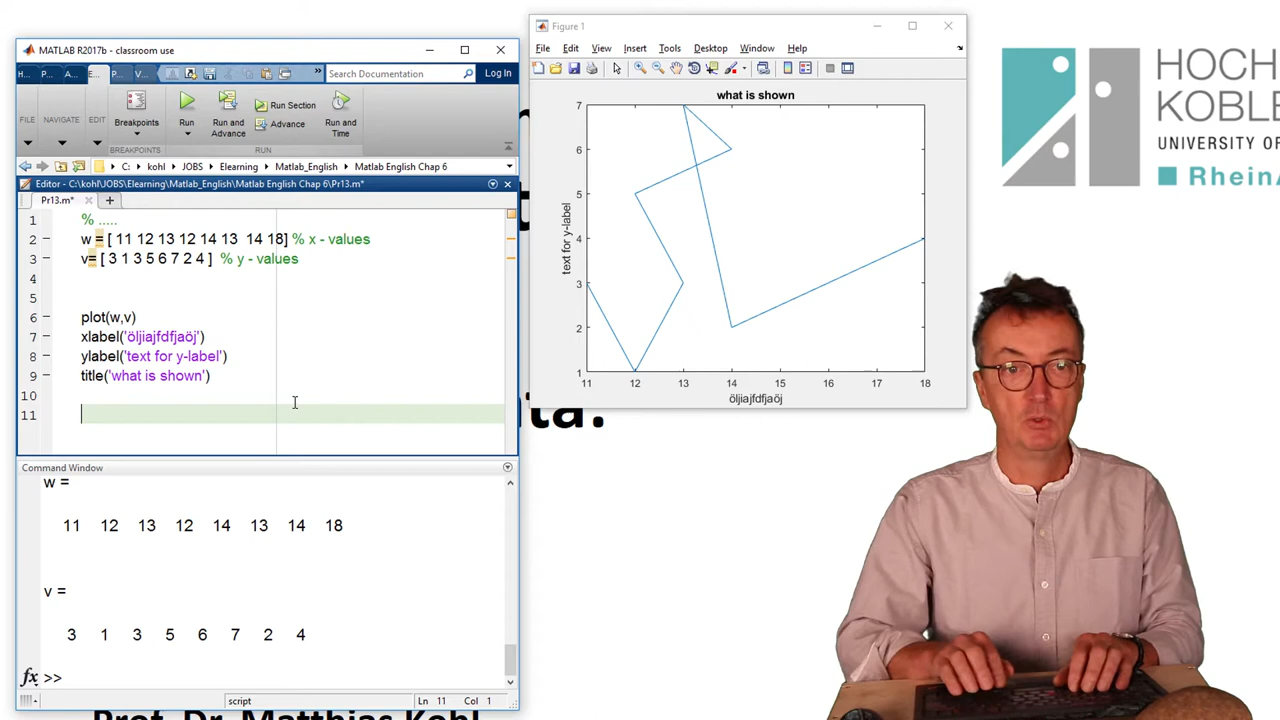 MATLAB R2017b - classroom use
Search Documentation
Log In
FILE
NAVIGATE
EDIT
Breakpoints
Run
Run and Advance
Run Section
Advance
Run and Time
BREAKPOINTS
RUN
C: kohl JOBS Elearning Matlab_English Matlab English Chap 6
Editor - C:\kohl\JOBS\Elearning\Matlab_English\Matlab English Chap 6\Pr13.m*
Pr13.m*
1 % .....
2 w = [ 11 12 13 12 14 13 14 18] % x - values
3 v= [ 3 1 3 5 6 7 2 4 ] % y - values
4
5
6 plot(w,v)
7 xlabel('öljiajfdfjaöj')
8 ylabel('text for y-label')
9 title('what is shown')
10
11
Command Window
w =
11 12 13 12 14 13 14 18
v =
3 1 3 5 6 7 2 4
fx >>
script
Ln 11 Col 1
Figure 1
File Edit View Insert Tools Desktop Window Help
what is shown
7
6
5
4
3
2
1
text for y-label
11 12 13 14 15 16 17 18
öljiajfdfjaöj
HOCH
KOBLE
UNIVERSITY OF
Prof. Dr. Matthias Kohl